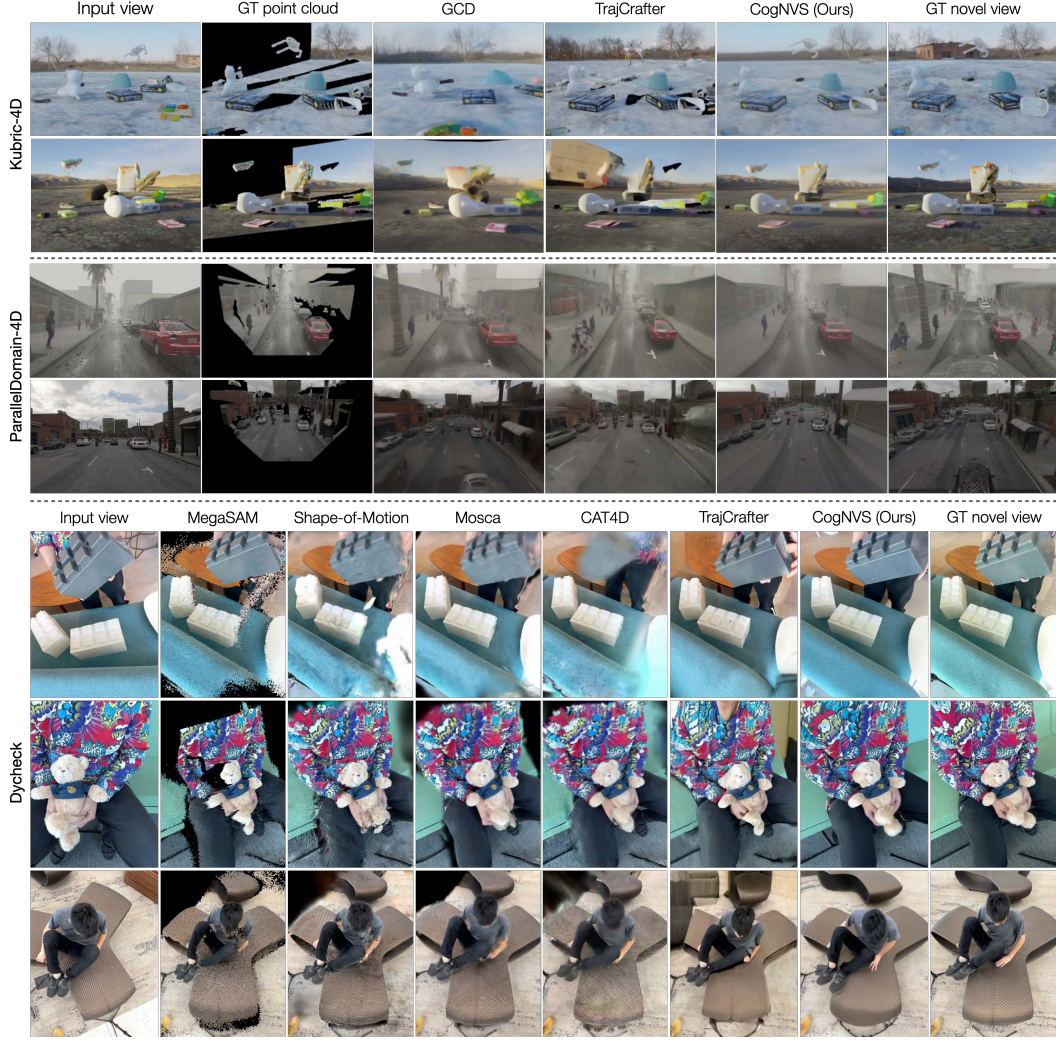 Input view GT point cloud GCD TrajCrafter CogNVS (Ours) GT novel view
Kubric-4D
ParallelDomain-4D
Input view MegaSAM Shape-of-Motion Mosca CAT4D TrajCrafter CogNVS (Ours) GT novel view
Dycheck